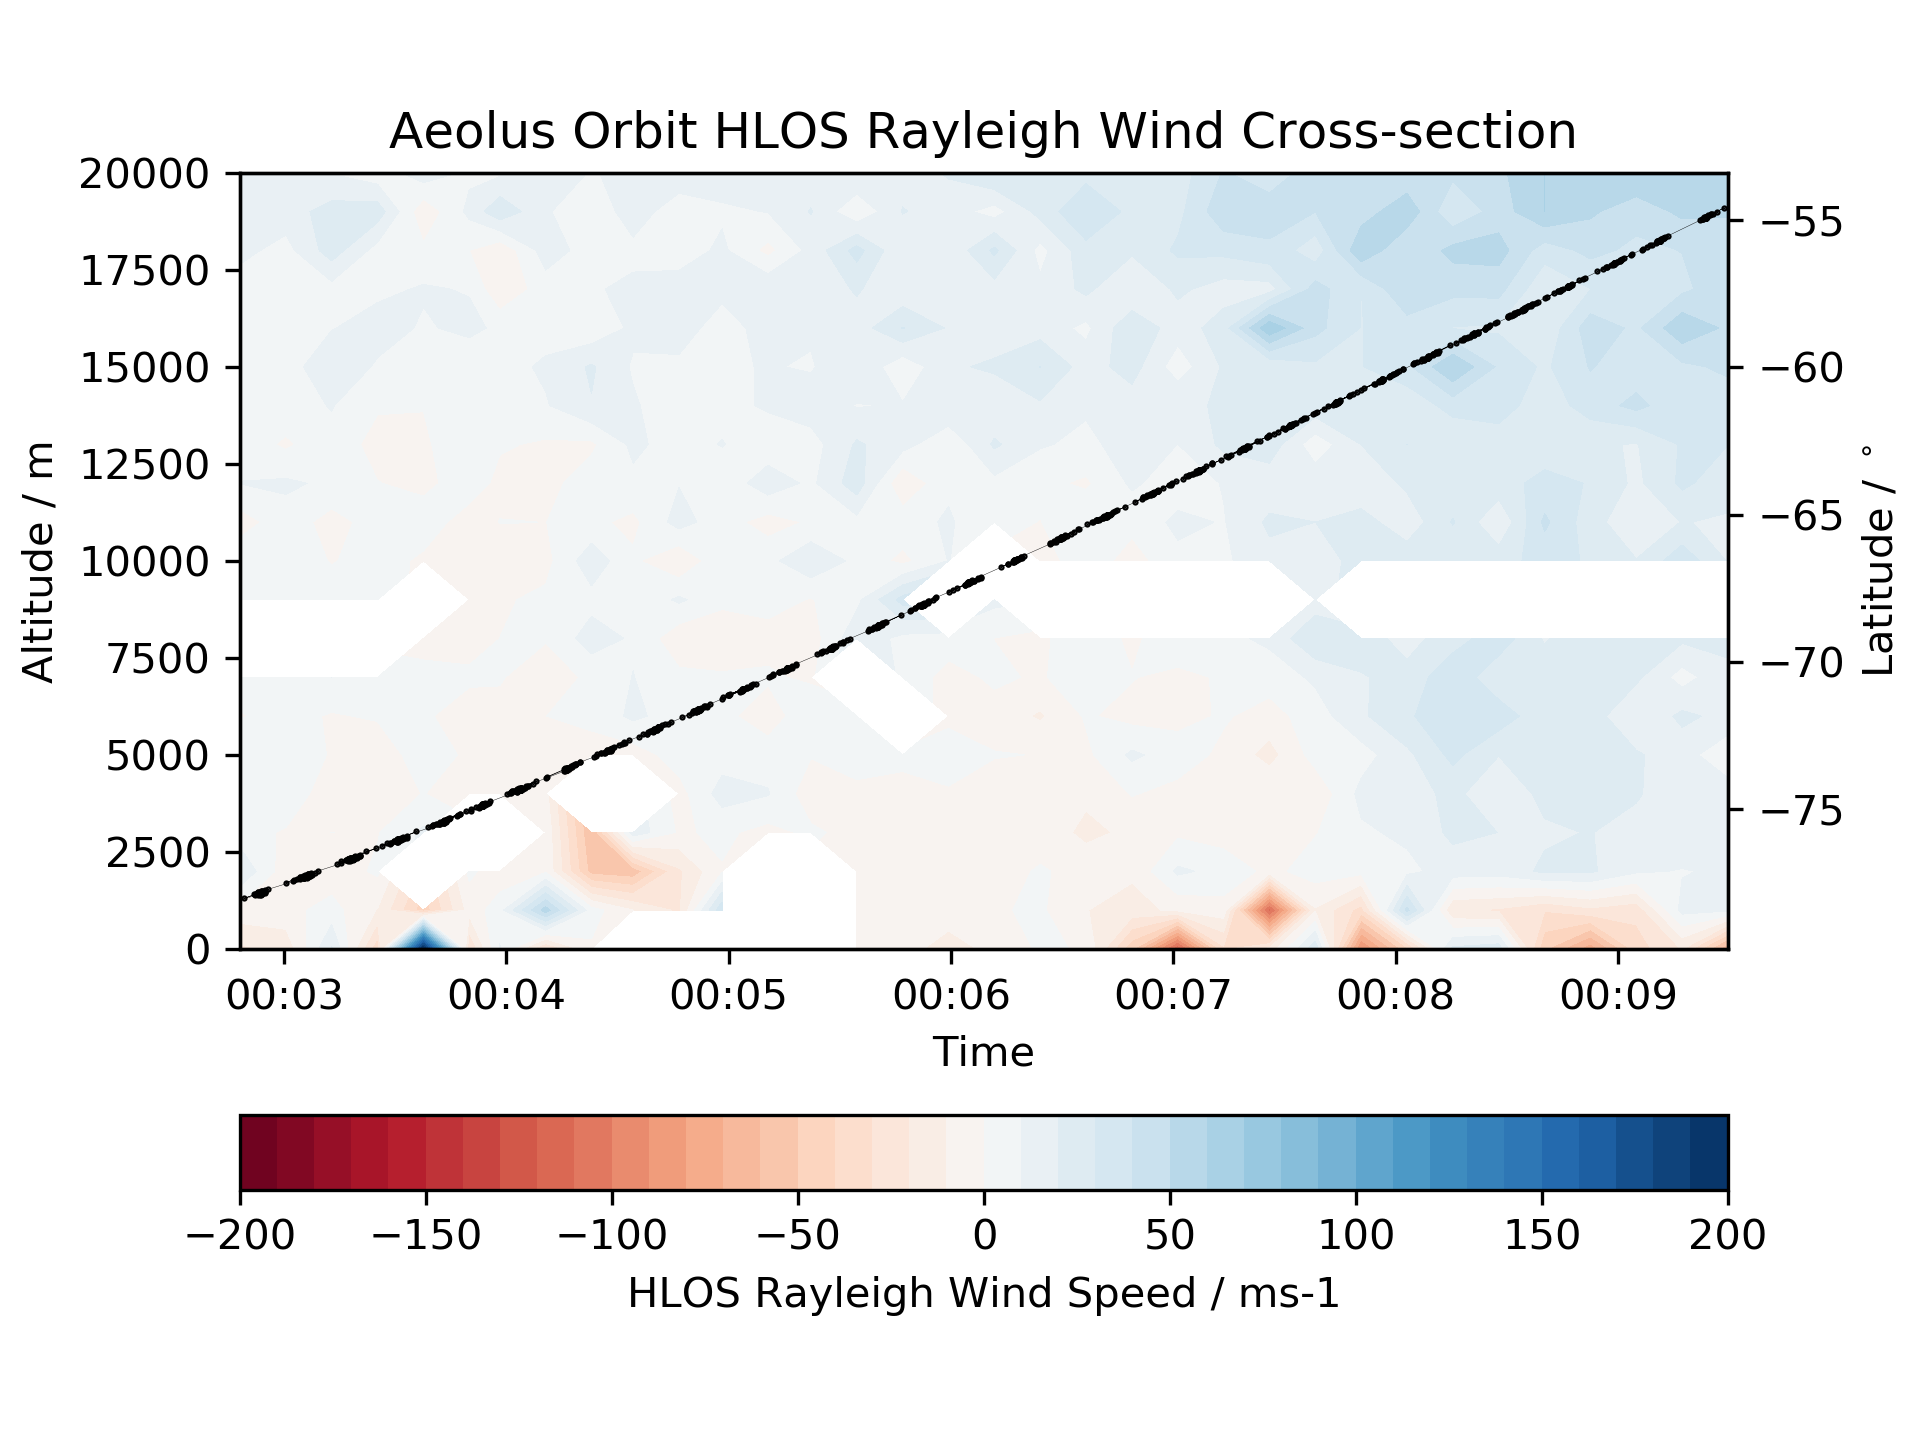 Aeolus Orbit HLOS Rayleigh Wind Cross-section
20000
17500
15000
12500
10000
7500
5000
2500
0
Altitude / m
−55
−60
−65
−70
−75
Latitude / °
00:03 00:04 00:05 00:06 00:07 00:08 00:09
Time
−200 −150 −100 −50 0 50 100 150 200
HLOS Rayleigh Wind Speed / ms-1